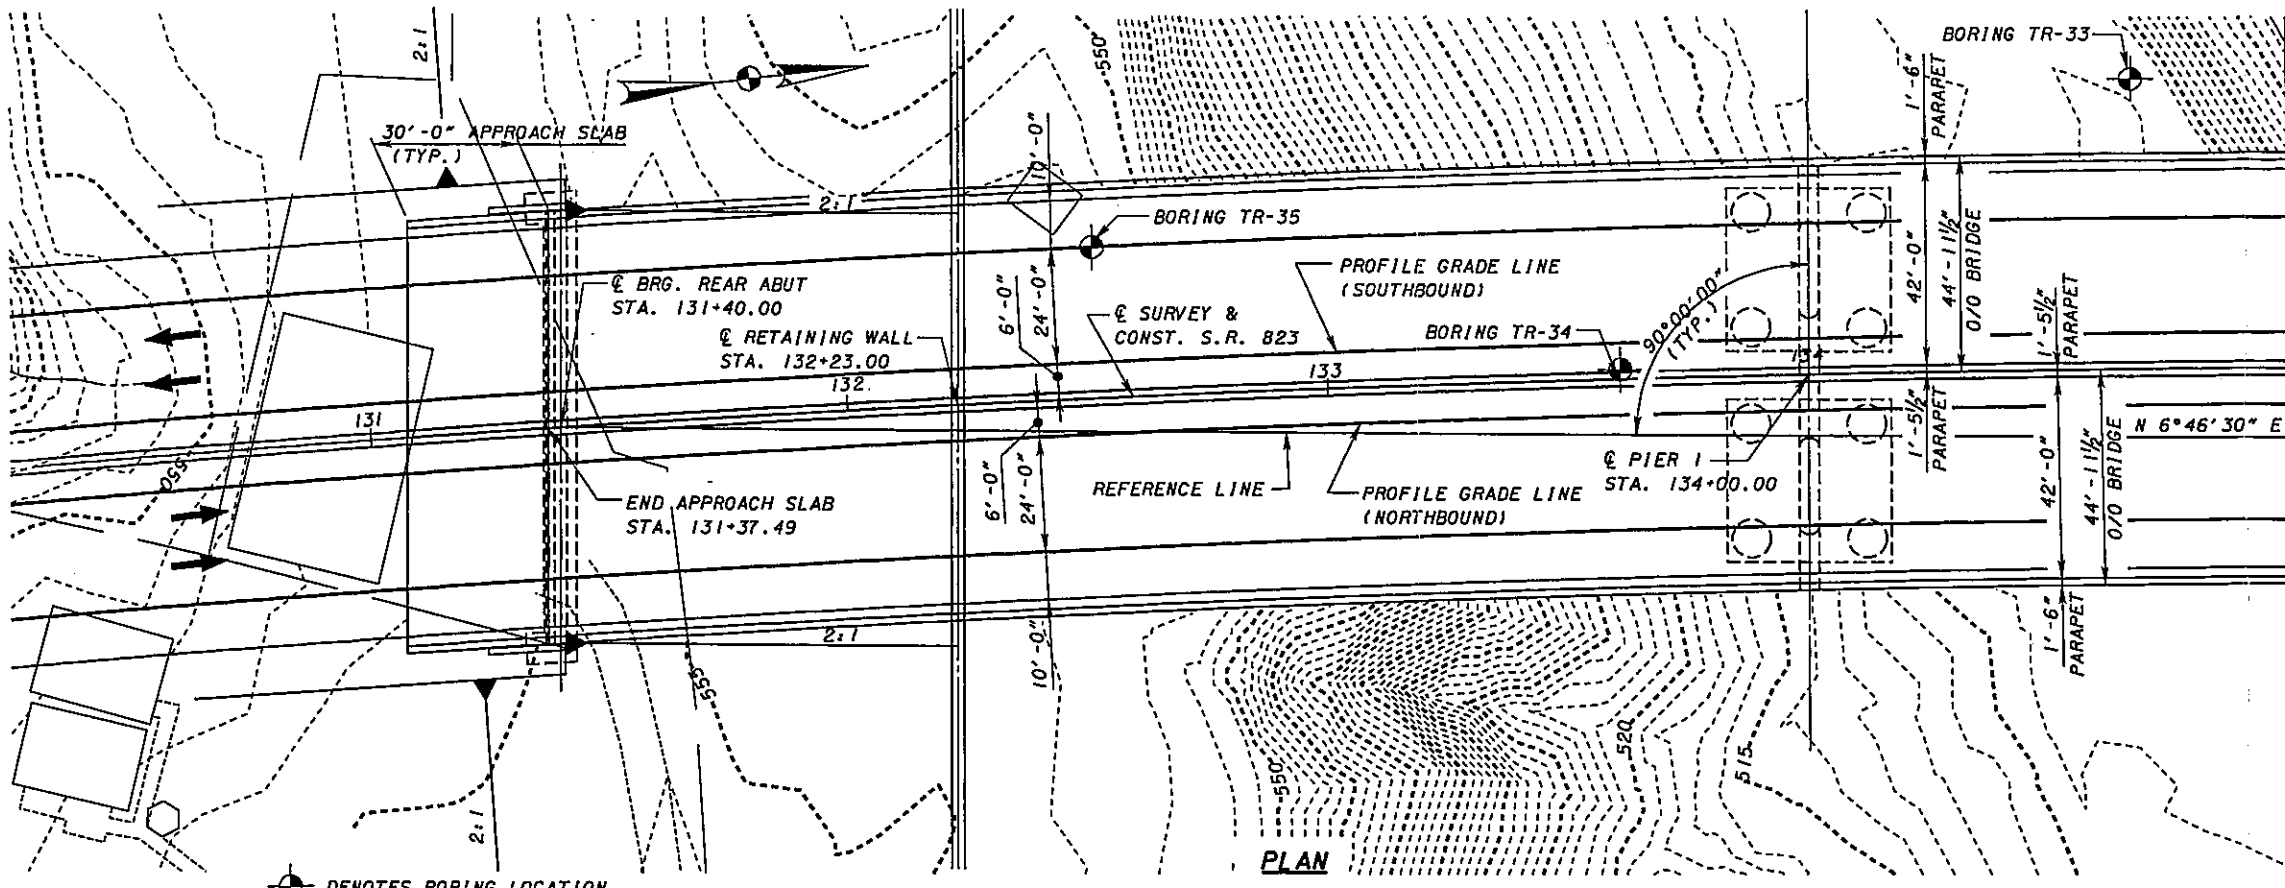 2:1
550
BORING TR-33
1'-6"
PARAPET
30'-0" APPROACH SLAB
(TYP.)
10'-0"
2:1
BORING TR-35
℄ BRG. REAR ABUT
STA. 131+40.00
PROFILE GRADE LINE
(SOUTHBOUND)
6'-0"
24'-0"
℄ SURVEY &
CONST. S.R. 823
℄ RETAINING WALL
STA. 132+23.00
BORING TR-34
90°00'00"
(TYP.)
42'-0"
44'-11½"
O/O BRIDGE
1'-5½"
PARAPET
131
132
133
134
550
END APPROACH SLAB
STA. 131+37.49
6'-0"
24'-0"
REFERENCE LINE
PROFILE GRADE LINE
(NORTHBOUND)
℄ PIER 1
STA. 134+00.00
1'-5½"
PARAPET
N 6°46'30" E
42'-0"
44'-11½"
O/O BRIDGE
2:1
10'-0"
1'-6"
PARAPET
555
550
520
515
2:1
PLAN
DENOTES BORING LOCATION